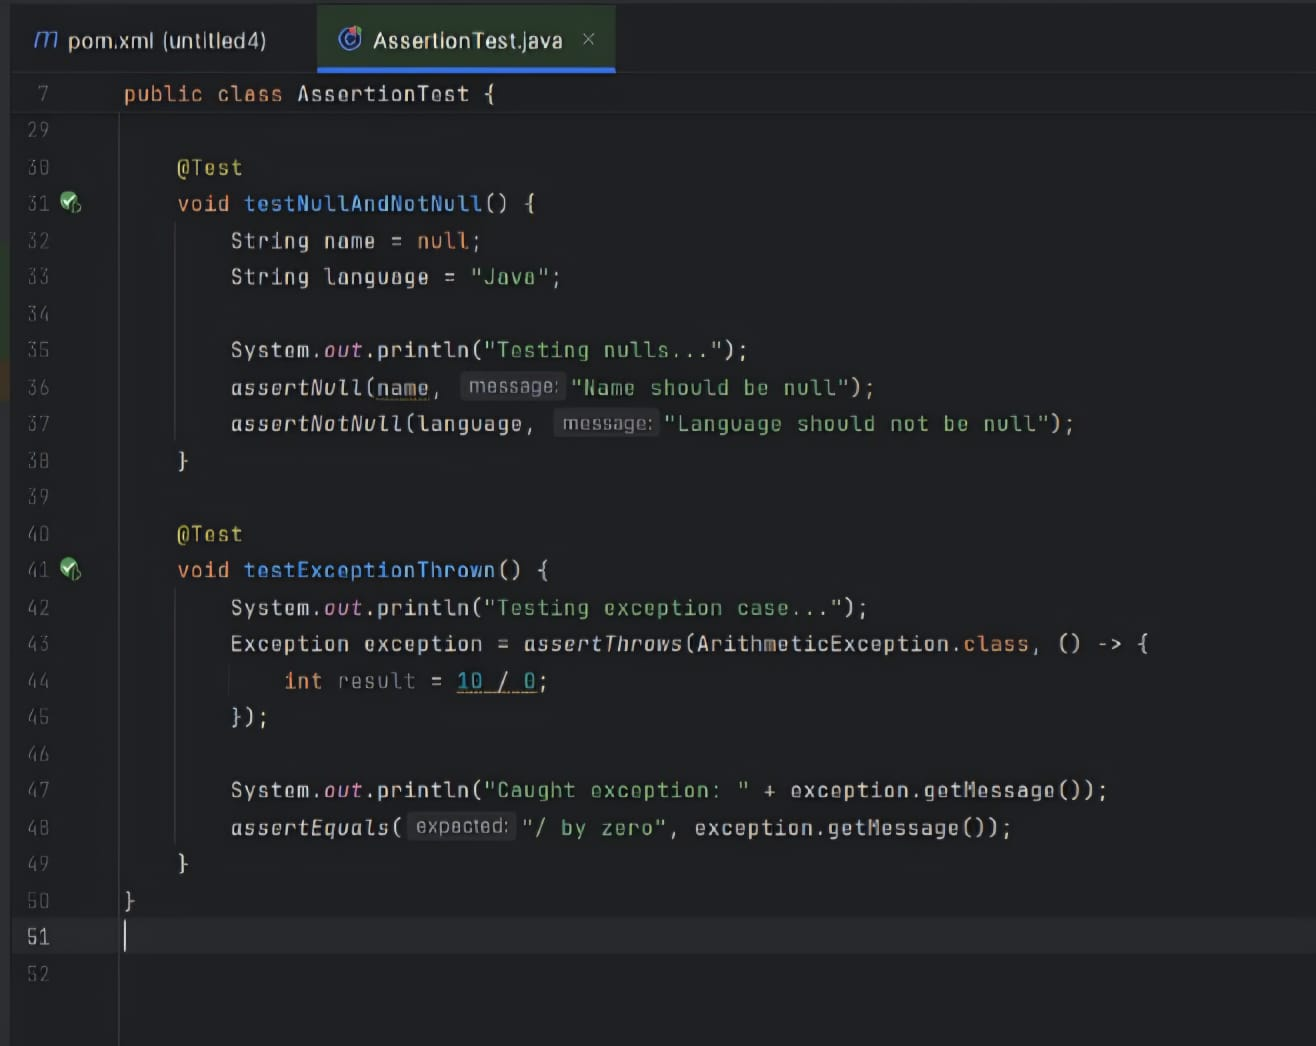 m pom.xml (untitled4)
AssertionTest.java ×
7 public class AssertionTest {
29
30 @Test
31 void testNullAndNotNull() {
32 String name = null;
33 String language = "Java";
34
35 System.out.println("Testing nulls...");
36 assertNull(name, message: "Name should be null");
37 assertNotNull(language, message: "Language should not be null");
38 }
39
40 @Test
41 void testExceptionThrown() {
42 System.out.println("Testing exception case...");
43 Exception exception = assertThrows(ArithmeticException.class, () -> {
44 int result = 10 / 0;
45 });
46
47 System.out.println("Caught exception: " + exception.getMessage());
48 assertEquals( expected: "/ by zero", exception.getMessage());
49 }
50 }
51
52